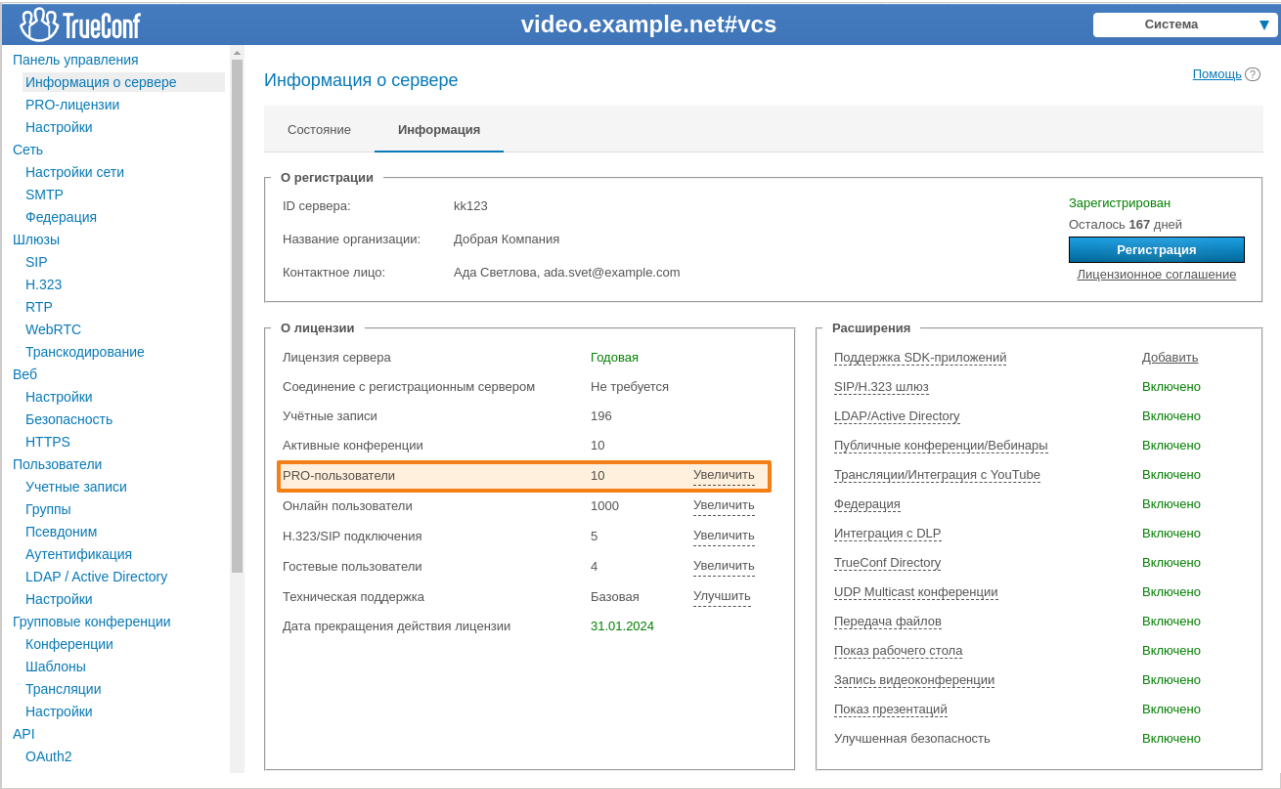 TrueConf
video.example.net#vcs
Система ▼
Панель управления
Информация о сервере
PRO-лицензии
Настройки
Сеть
Настройки сети
SMTP
Федерация
Шлюзы
SIP
H.323
RTP
WebRTC
Транскодирование
Веб
Настройки
Безопасность
HTTPS
Пользователи
Учетные записи
Группы
Псевдоним
Аутентификация
LDAP / Active Directory
Настройки
Групповые конференции
Конференции
Шаблоны
Трансляции
Настройки
API
OAuth2
Информация о сервере
Помощь ?
Состояние Информация
О регистрации
ID сервера: kk123
Название организации: Добрая Компания
Контактное лицо: Ада Светлова, ada.svet@example.com
Зарегистрирован
Осталось 167 дней
Регистрация
Лицензионное соглашение
О лицензии
Лицензия сервера Годовая
Соединение с регистрационным сервером Не требуется
Учётные записи 196
Активные конференции 10
PRO-пользователи 10 Увеличить
Онлайн пользователи 1000 Увеличить
H.323/SIP подключения 5 Увеличить
Гостевые пользователи 4 Увеличить
Техническая поддержка Базовая Улучшить
Дата прекращения действия лицензии 31.01.2024
Расширения
Поддержка SDK-приложений Добавить
SIP/H.323 шлюз Включено
LDAP/Active Directory Включено
Публичные конференции/Вебинары Включено
Трансляции/Интеграция с YouTube Включено
Федерация Включено
Интеграция с DLP Включено
TrueConf Directory Включено
UDP Multicast конференции Включено
Передача файлов Включено
Показ рабочего стола Включено
Запись видеоконференции Включено
Показ презентаций Включено
Улучшенная безопасность Включено